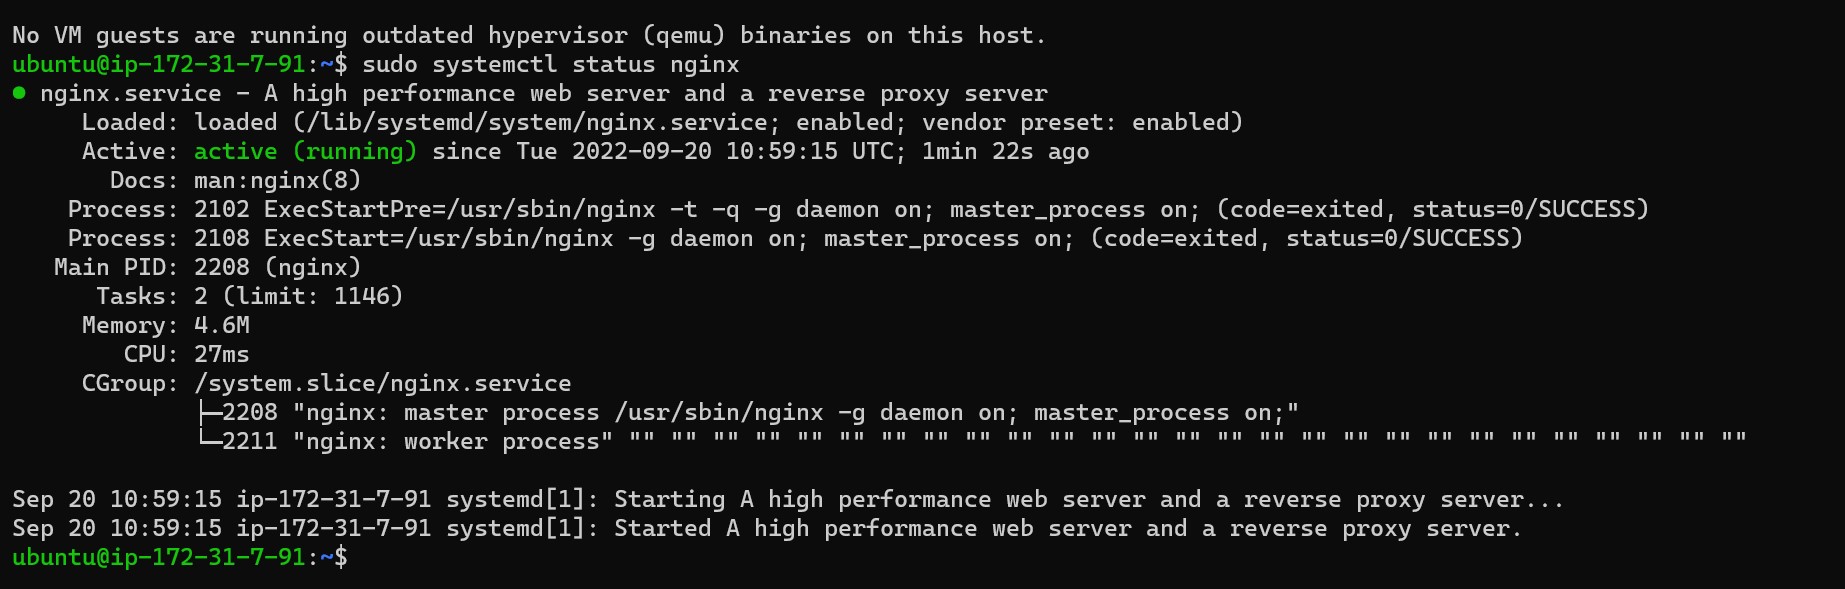 No VM guests are running outdated hypervisor (qemu) binaries on this host.
ubuntu@ip-172-31-7-91:~$ sudo systemctl status nginx
● nginx.service - A high performance web server and a reverse proxy server
     Loaded: loaded (/lib/systemd/system/nginx.service; enabled; vendor preset: enabled)
     Active: active (running) since Tue 2022-09-20 10:59:15 UTC; 1min 22s ago
       Docs: man:nginx(8)
    Process: 2102 ExecStartPre=/usr/sbin/nginx -t -q -g daemon on; master_process on; (code=exited, status=0/SUCCESS)
    Process: 2108 ExecStart=/usr/sbin/nginx -g daemon on; master_process on; (code=exited, status=0/SUCCESS)
   Main PID: 2208 (nginx)
      Tasks: 2 (limit: 1146)
     Memory: 4.6M
        CPU: 27ms
     CGroup: /system.slice/nginx.service
             ├─2208 "nginx: master process /usr/sbin/nginx -g daemon on; master_process on;"
             └─2211 "nginx: worker process" "" "" "" "" "" "" "" "" "" "" "" "" "" "" "" "" "" "" "" "" "" "" "" "" "" "" ""
Sep 20 10:59:15 ip-172-31-7-91 systemd[1]: Starting A high performance web server and a reverse proxy server...
Sep 20 10:59:15 ip-172-31-7-91 systemd[1]: Started A high performance web server and a reverse proxy server.
ubuntu@ip-172-31-7-91:~$